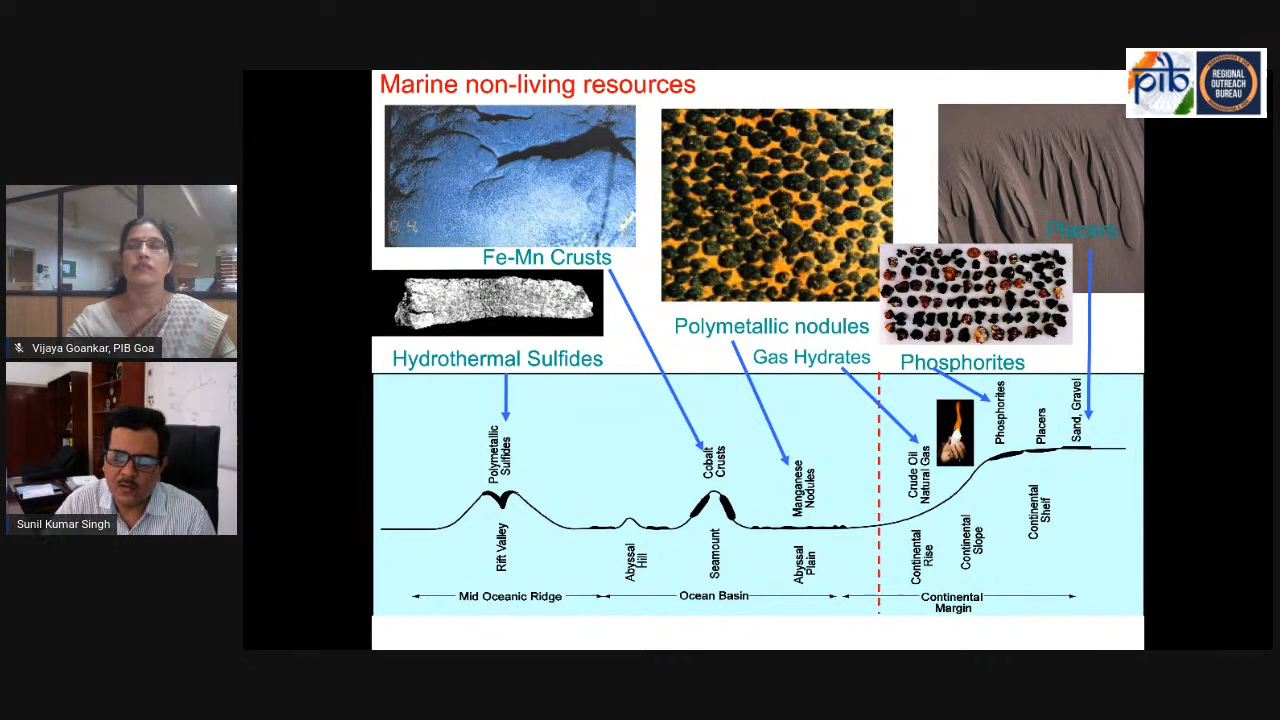 Marine non-living resources
pib
REGIONAL
OUTREACH
BUREAU
Placers
Fe-Mn Crusts
Polymetallic nodules
Hydrothermal Sulfides
Gas Hydrates
Phosphorites
Vijaya Goankar, PIB Goa
Sunil Kumar Singh
Polymetallic
Sulfides
Cobalt
Crusts
Manganese
Nodules
Crude Oil
Natural Gas
Phosphorites
Placers
Sand, Gravel
Rift Valley
Abyssal
Hill
Seamount
Abyssal
Plain
Continental
Rise
Continental
Slope
Continental
Shelf
Mid Oceanic Ridge
Ocean Basin
Continental
Margin